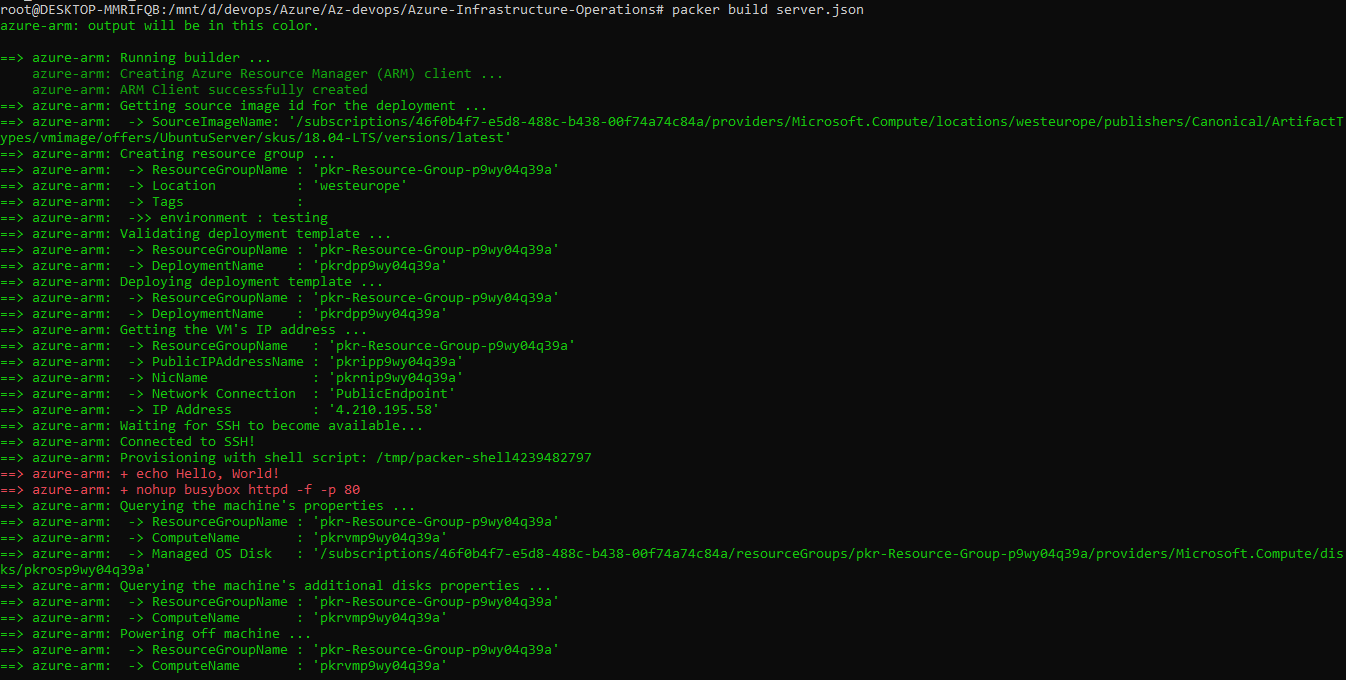 root@DESKTOP-MMRIFQB:/mnt/d/devops/Azure/Az-devops/Azure-Infrastructure-Operations# packer build server.json
azure-arm: output will be in this color.

==> azure-arm: Running builder ...
    azure-arm: Creating Azure Resource Manager (ARM) client ...
    azure-arm: ARM Client successfully created
==> azure-arm: Getting source image id for the deployment ...
==> azure-arm:  -> SourceImageName: '/subscriptions/46f0b4f7-e5d8-488c-b438-00f74a74c84a/providers/Microsoft.Compute/locations/westeurope/publishers/Canonical/ArtifactT
ypes/vmimage/offers/UbuntuServer/skus/18.04-LTS/versions/latest'
==> azure-arm: Creating resource group ...
==> azure-arm:  -> ResourceGroupName : 'pkr-Resource-Group-p9wy04q39a'
==> azure-arm:  -> Location          : 'westeurope'
==> azure-arm:  -> Tags              :
==> azure-arm:  ->> environment : testing
==> azure-arm: Validating deployment template ...
==> azure-arm:  -> ResourceGroupName : 'pkr-Resource-Group-p9wy04q39a'
==> azure-arm:  -> DeploymentName    : 'pkrdpp9wy04q39a'
==> azure-arm: Deploying deployment template ...
==> azure-arm:  -> ResourceGroupName : 'pkr-Resource-Group-p9wy04q39a'
==> azure-arm:  -> DeploymentName    : 'pkrdpp9wy04q39a'
==> azure-arm: Getting the VM's IP address ...
==> azure-arm:  -> ResourceGroupName   : 'pkr-Resource-Group-p9wy04q39a'
==> azure-arm:  -> PublicIPAddressName : 'pkripp9wy04q39a'
==> azure-arm:  -> NicName             : 'pkrnip9wy04q39a'
==> azure-arm:  -> Network Connection  : 'PublicEndpoint'
==> azure-arm:  -> IP Address          : '4.210.195.58'
==> azure-arm: Waiting for SSH to become available...
==> azure-arm: Connected to SSH!
==> azure-arm: Provisioning with shell script: /tmp/packer-shell4239482797
==> azure-arm: + echo Hello, World!
==> azure-arm: + nohup busybox httpd -f -p 80
==> azure-arm: Querying the machine's properties ...
==> azure-arm:  -> ResourceGroupName : 'pkr-Resource-Group-p9wy04q39a'
==> azure-arm:  -> ComputeName       : 'pkrvmp9wy04q39a'
==> azure-arm:  -> Managed OS Disk   : '/subscriptions/46f0b4f7-e5d8-488c-b438-00f74a74c84a/resourceGroups/pkr-Resource-Group-p9wy04q39a/providers/Microsoft.Compute/dis
ks/pkrosp9wy04q39a'
==> azure-arm: Querying the machine's additional disks properties ...
==> azure-arm:  -> ResourceGroupName : 'pkr-Resource-Group-p9wy04q39a'
==> azure-arm:  -> ComputeName       : 'pkrvmp9wy04q39a'
==> azure-arm: Powering off machine ...
==> azure-arm:  -> ResourceGroupName : 'pkr-Resource-Group-p9wy04q39a'
==> azure-arm:  -> ComputeName       : 'pkrvmp9wy04q39a'